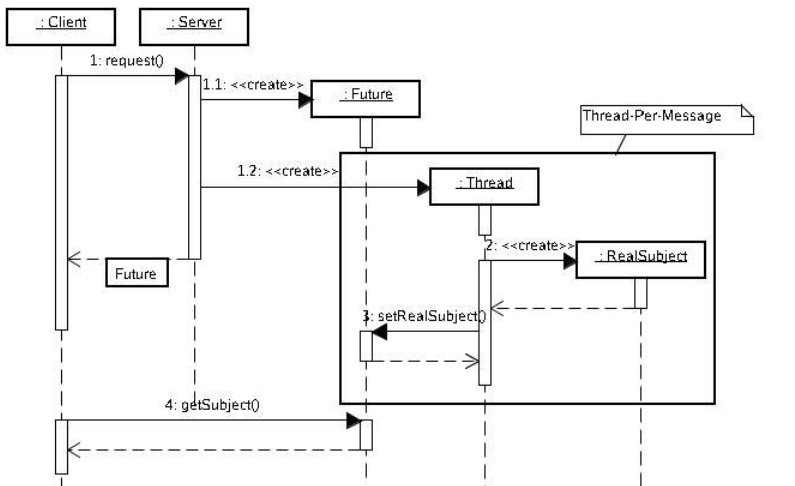 : Client
: Server
1: request()
1.1: <<create>>
: Future
Thread-Per-Message
1.2: <<create>>
: Thread
2: <<create>>
: RealSubject
Future
3: setRealSubject()
4: getSubject()